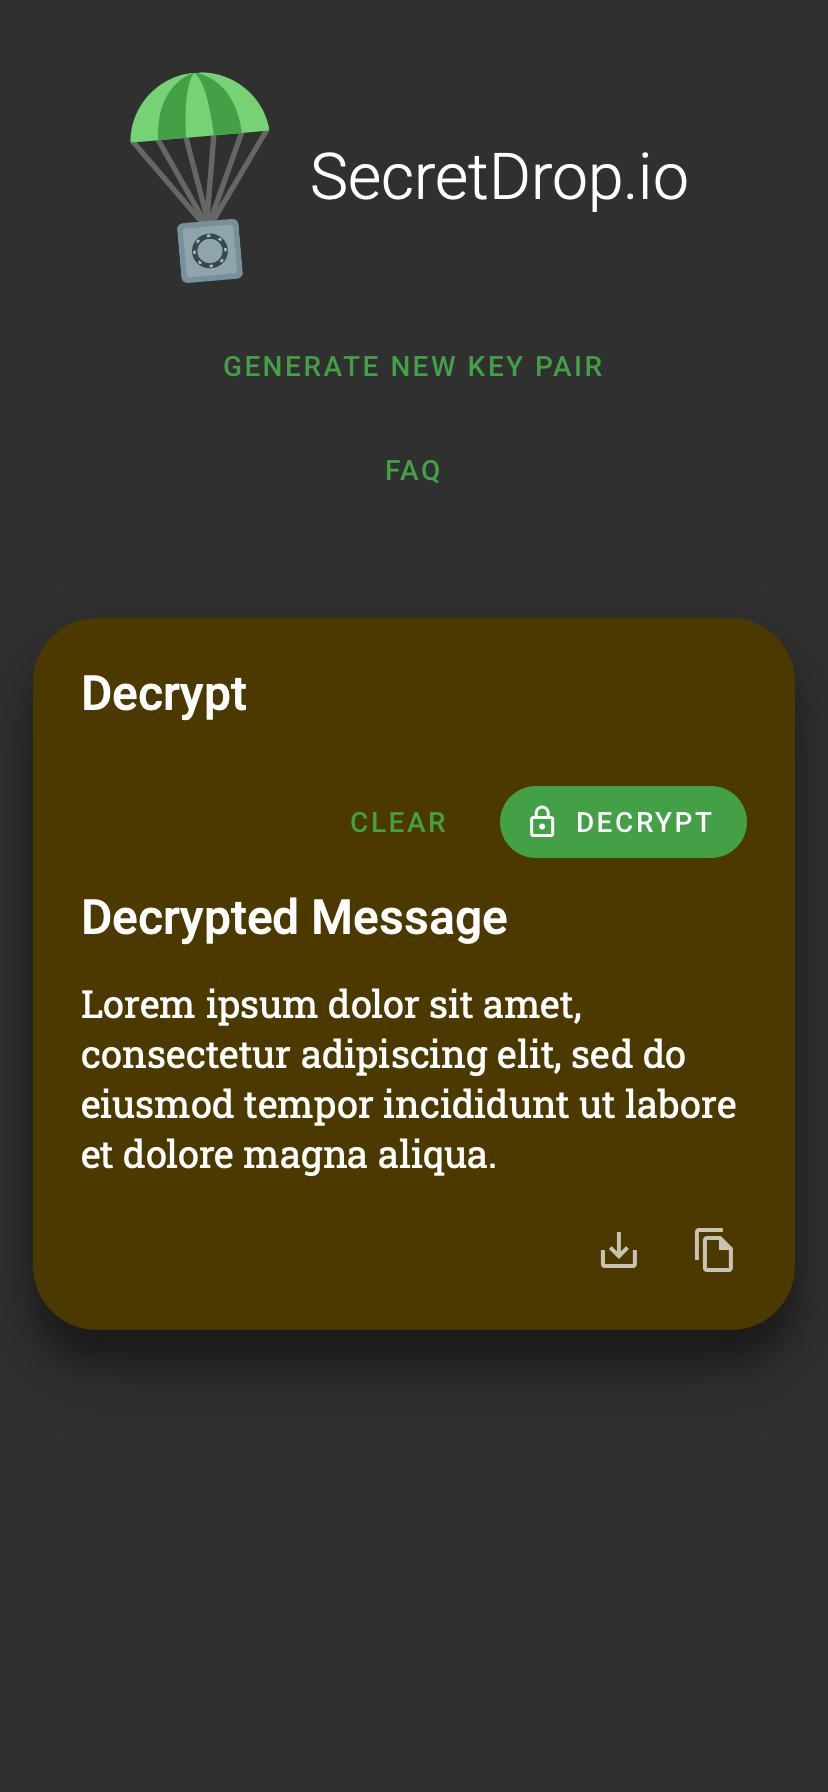 SecretDrop.io
GENERATE NEW KEY PAIR
FAQ
Decrypt
CLEAR
DECRYPT
Decrypted Message
Lorem ipsum dolor sit amet,
consectetur adipiscing elit, sed do
eiusmod tempor incididunt ut labore
et dolore magna aliqua.